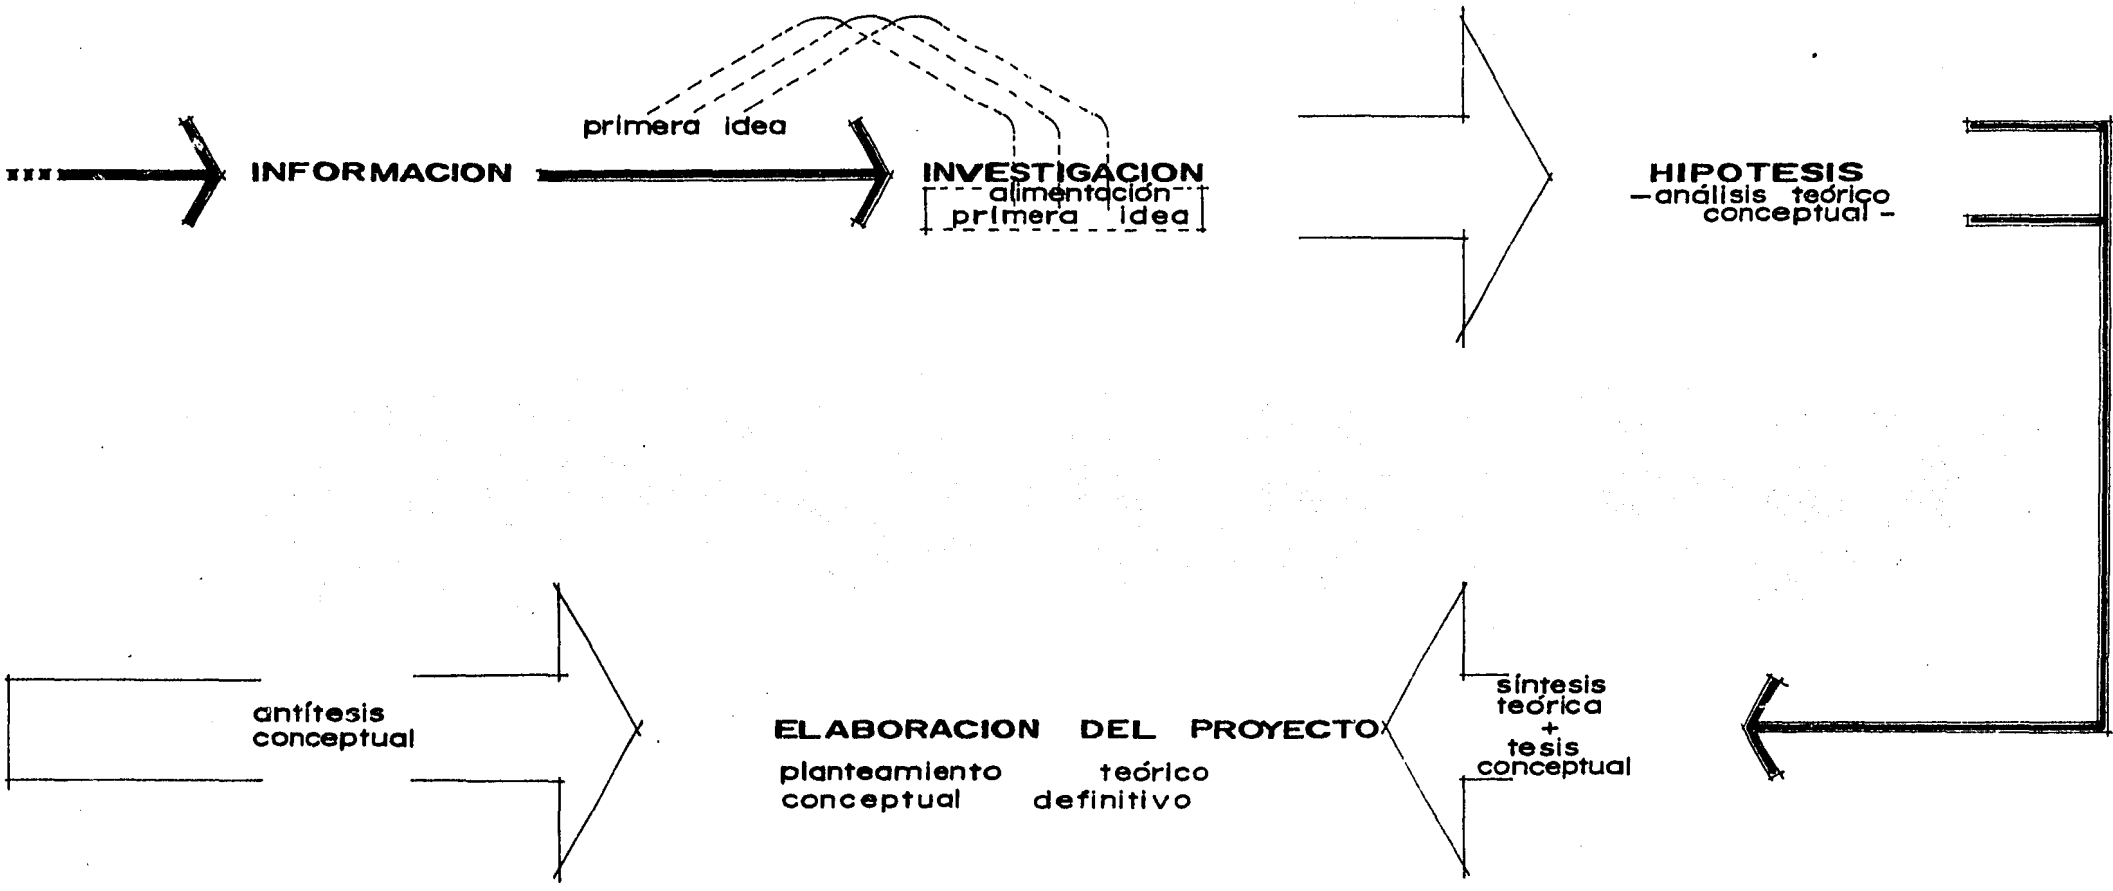 primera idea
INFORMACION
INVESTIGACION
alimentación
primera idea
HIPOTESIS
—análisis teórico
conceptual -
antítesis
conceptual
ELABORACION DEL PROYECTO
planteamiento teórico
conceptual definitivo
síntesis
teórica
+
tesis
conceptual